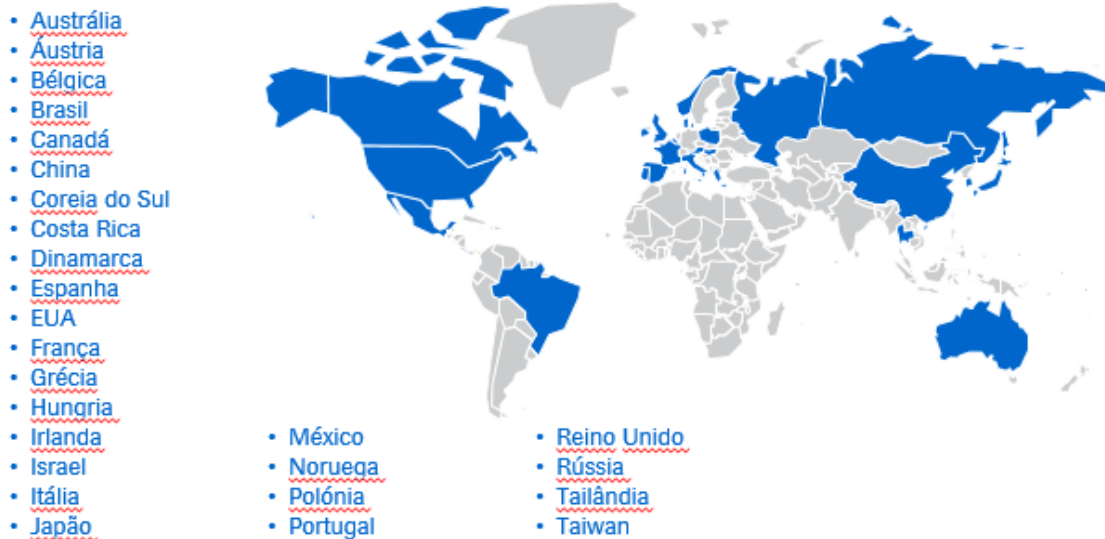 • Austrália
• Áustria
• Bélgica
• Brasil
• Canadá
• China
• Coreia do Sul
• Costa Rica
• Dinamarca
• Espanha
• EUA
• França
• Grécia
• Hungria
• Irlanda
• Israel
• Itália
• Japão
• México
• Noruega
• Polónia
• Portugal
• Reino Unido
• Rússia
• Tailândia
• Taiwan